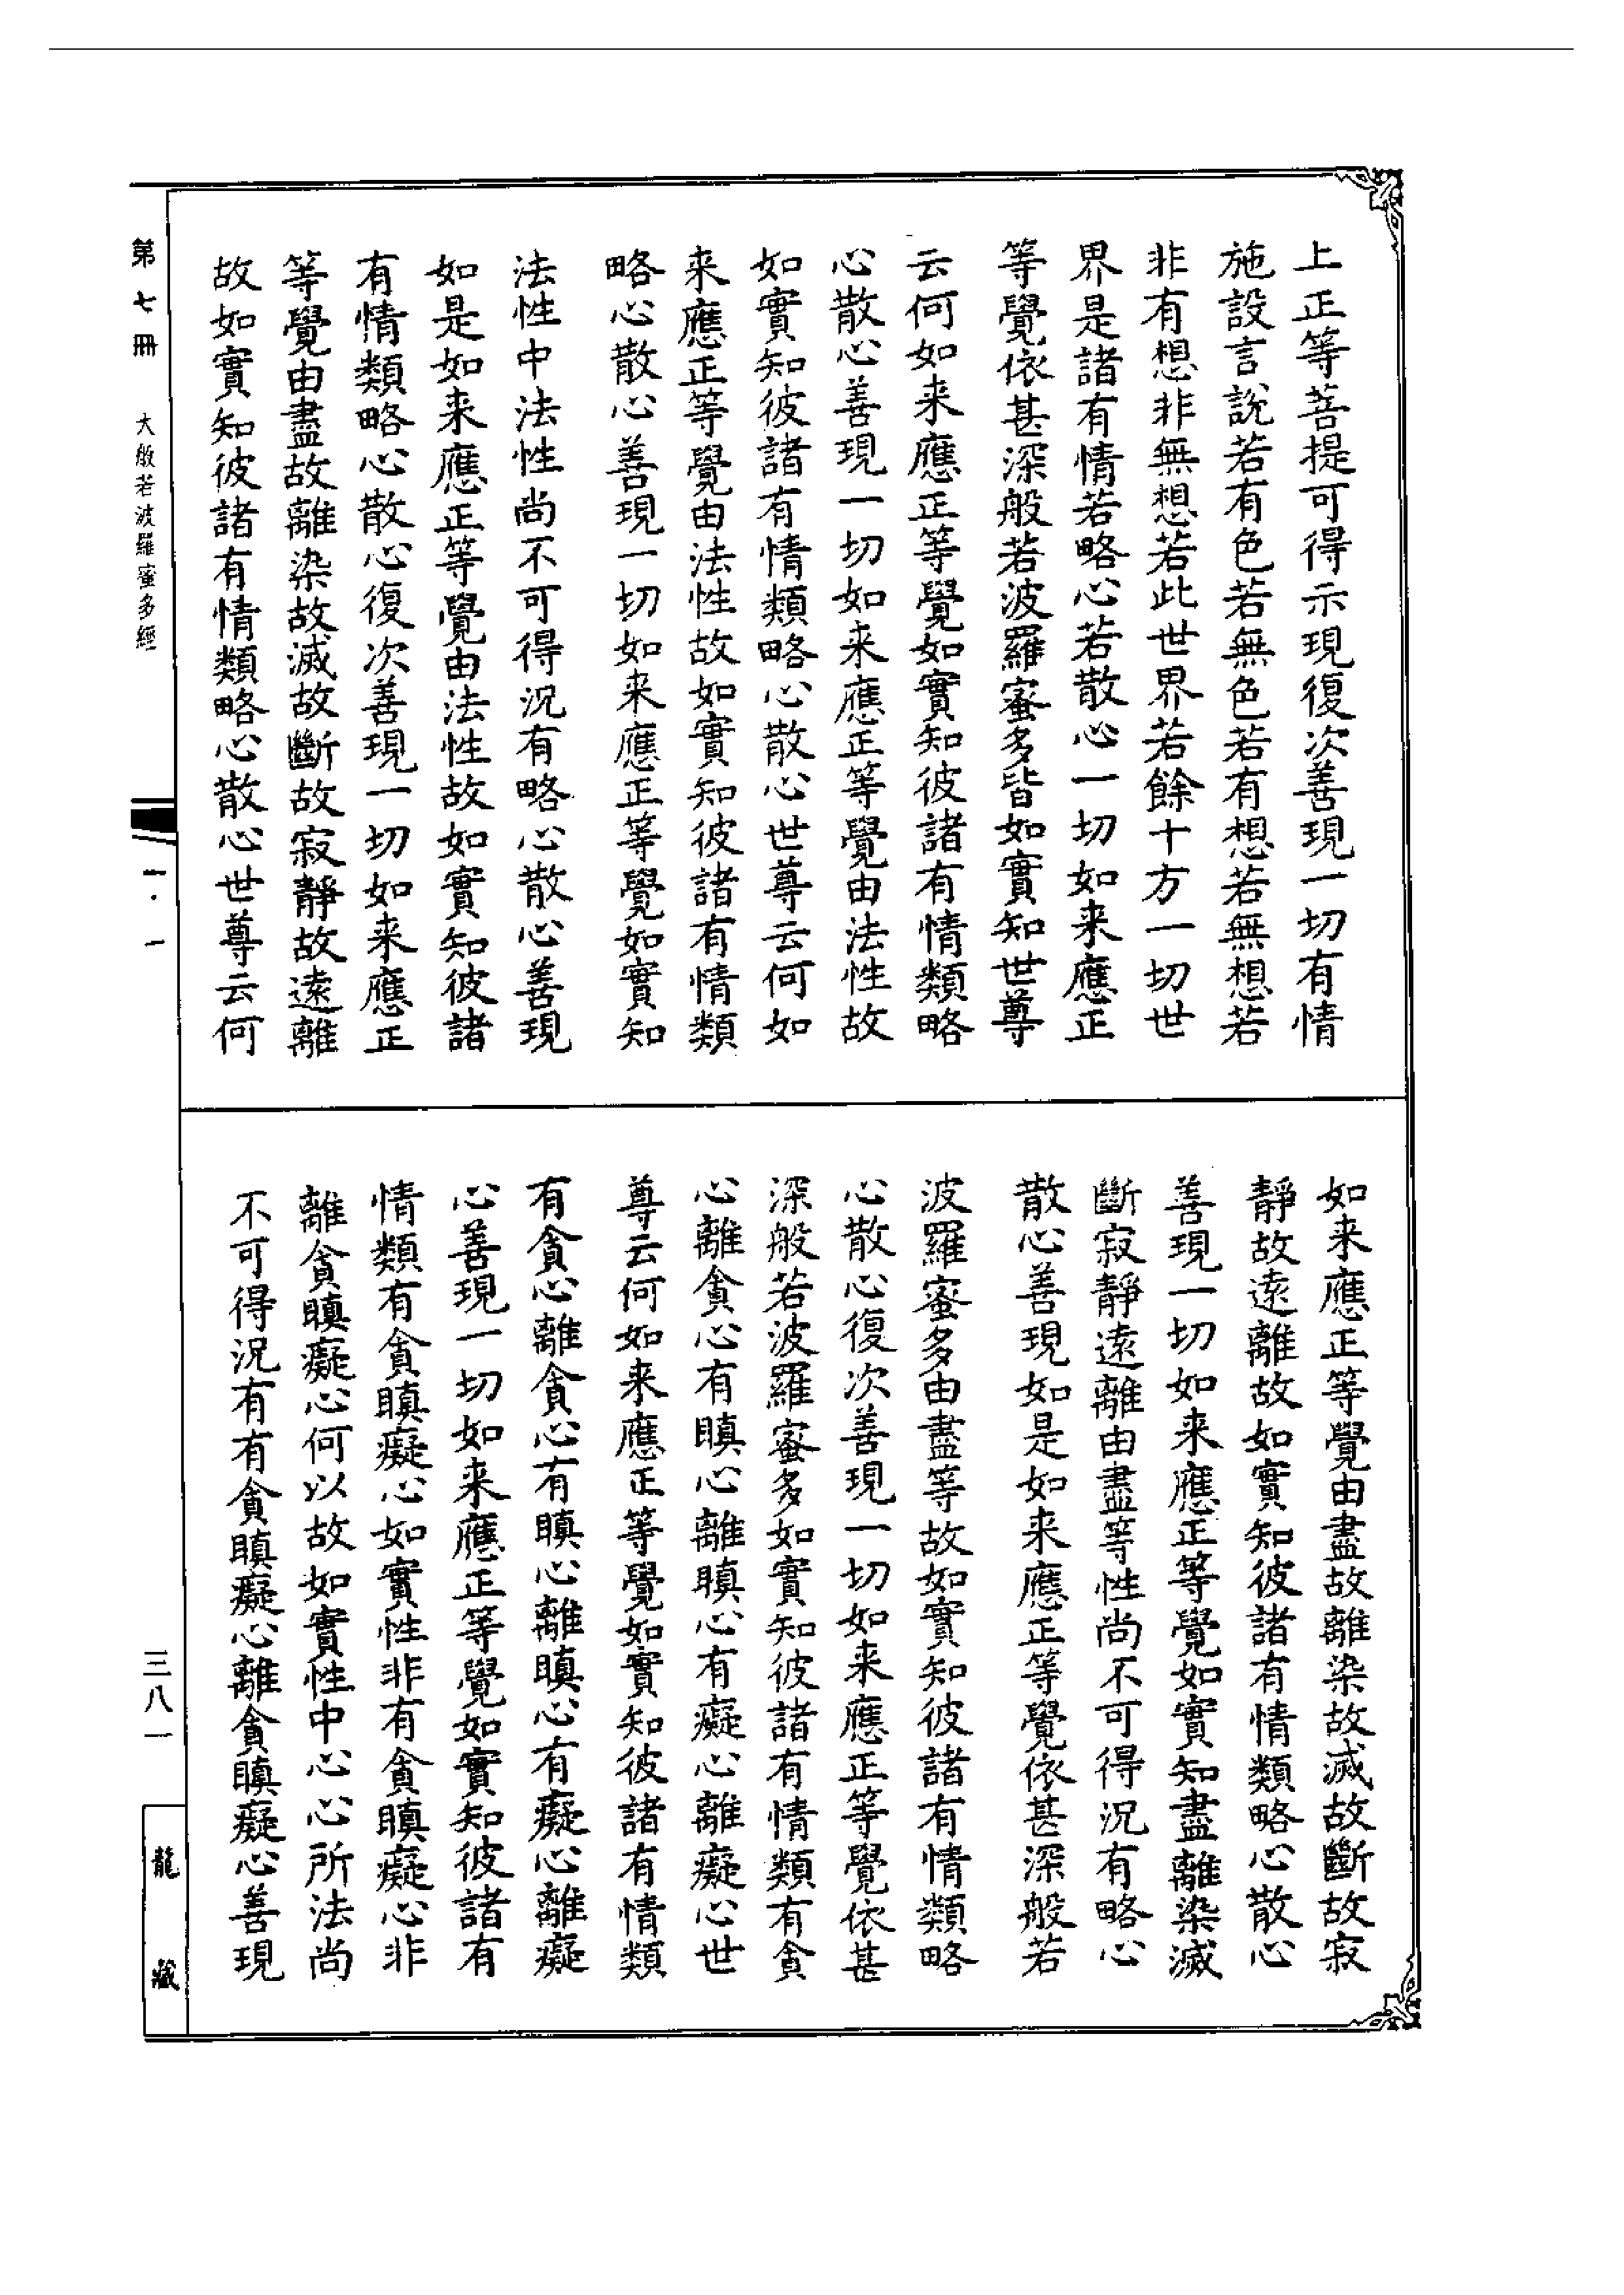 上正等菩提可得示現復次善現一切有情
施設言說若有色若無色若有想若無想若
非有想非無想若此世界若餘十方一切世
界是諸有情若略心若散心一切如来應正
等覺依甚深般若波羅蜜多皆如實知世尊
云何如来應正等覺如實知彼諸有情類略
心散心善現一切如来應正等覺由法性故
如實知彼諸有情類略心散心世尊云何如
来應正等覺由法性故如實知彼諸有情類
略心散心善現一切如来應正等覺如實知
法性中法性尚不可得況有略心散心善現
如是如来應正等覺由法性故如實知彼諸
有情類略心散心復次善現一切如来應正
等覺由盡故離染故滅故斷故寂靜故遠離
故如實知彼諸有情類略心散心世尊云何
如来應正等覺由盡故離染故滅故斷故寂
靜故遠離故如實知彼諸有情類略心散心
善現一切如来應正等覺如實知盡離染滅
斷寂靜遠離由盡等性尚不可得況有略心
散心善現如是如来應正等覺依甚深般若
波羅蜜多由盡等故如實知彼諸有情類略
心散心復次善現一切如来應正等覺依甚
深般若波羅蜜多如實知彼諸有情類有貪
心離貪心有瞋心離瞋心有癡心離癡心世
尊云何如来應正等覺如實知彼諸有情類
有貪心離貪心有瞋心離瞋心有癡心離癡
心善現一切如来應正等覺如實知彼諸有
情類有貪瞋癡心如實性非有貪瞋癡心非
離貪瞋癡心何以故如實性中心心所法尚
不可得況有有貪瞋癡心離貪瞋癡心善現
第七冊 大般若波羅蜜多經 一·一
三八一
龍藏